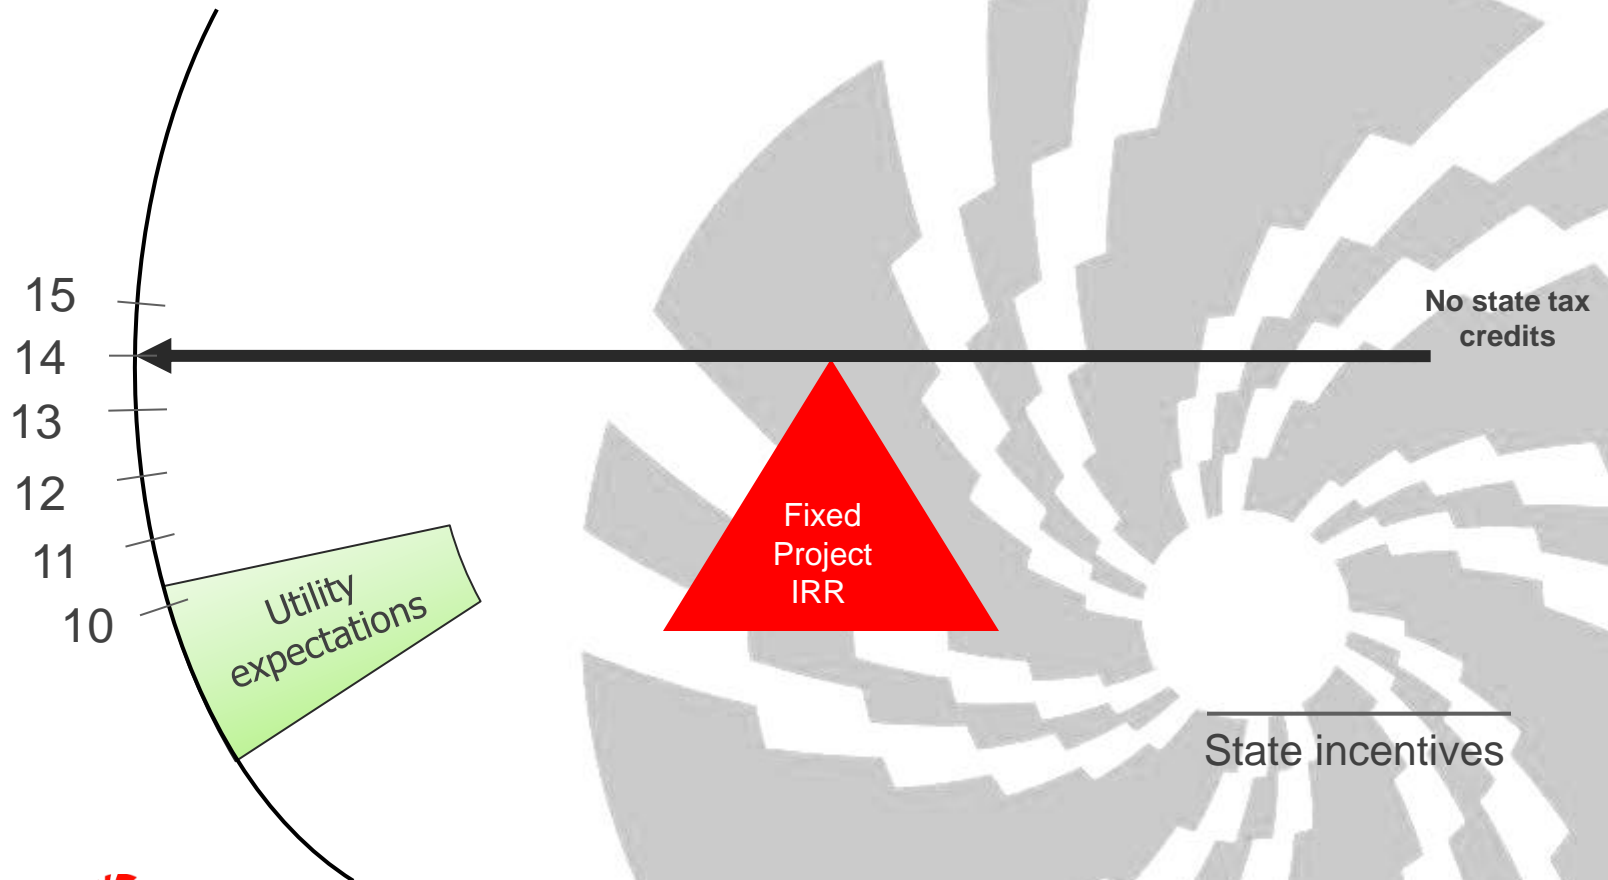 15
14
13
12
11
10
No state tax
credits
Fixed
Project
IRR
Utility
expectations
State incentives